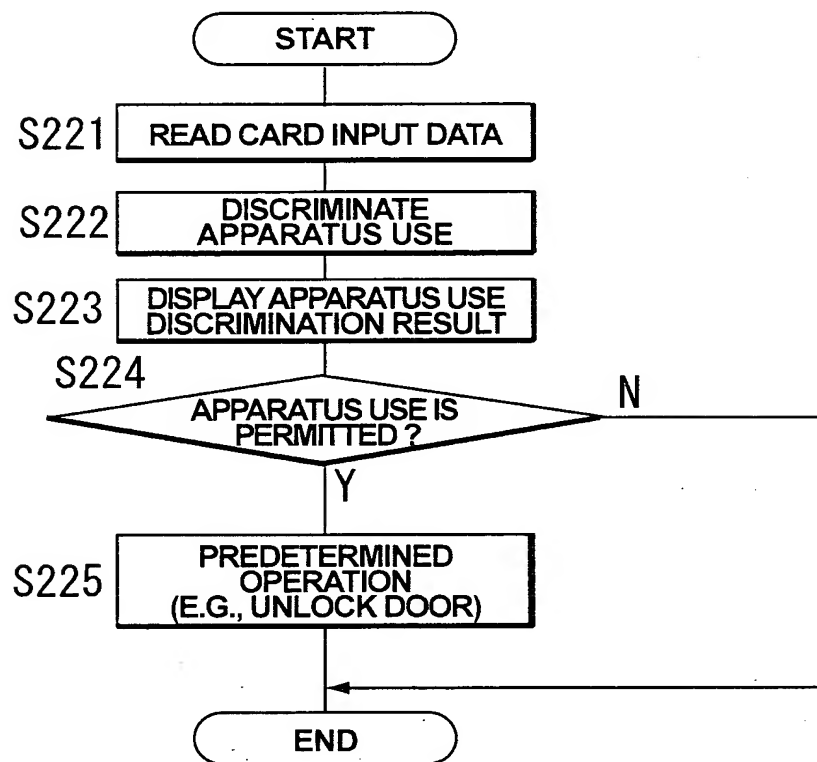 START
S221
READ CARD INPUT DATA
S222
DISCRIMINATE
APPARATUS USE
S223
DISPLAY APPARATUS USE
DISCRIMINATION RESULT
S224
APPARATUS USE IS
PERMITTED ?
N
Y
S225
PREDETERMINED
OPERATION
(E.G., UNLOCK DOOR)
END